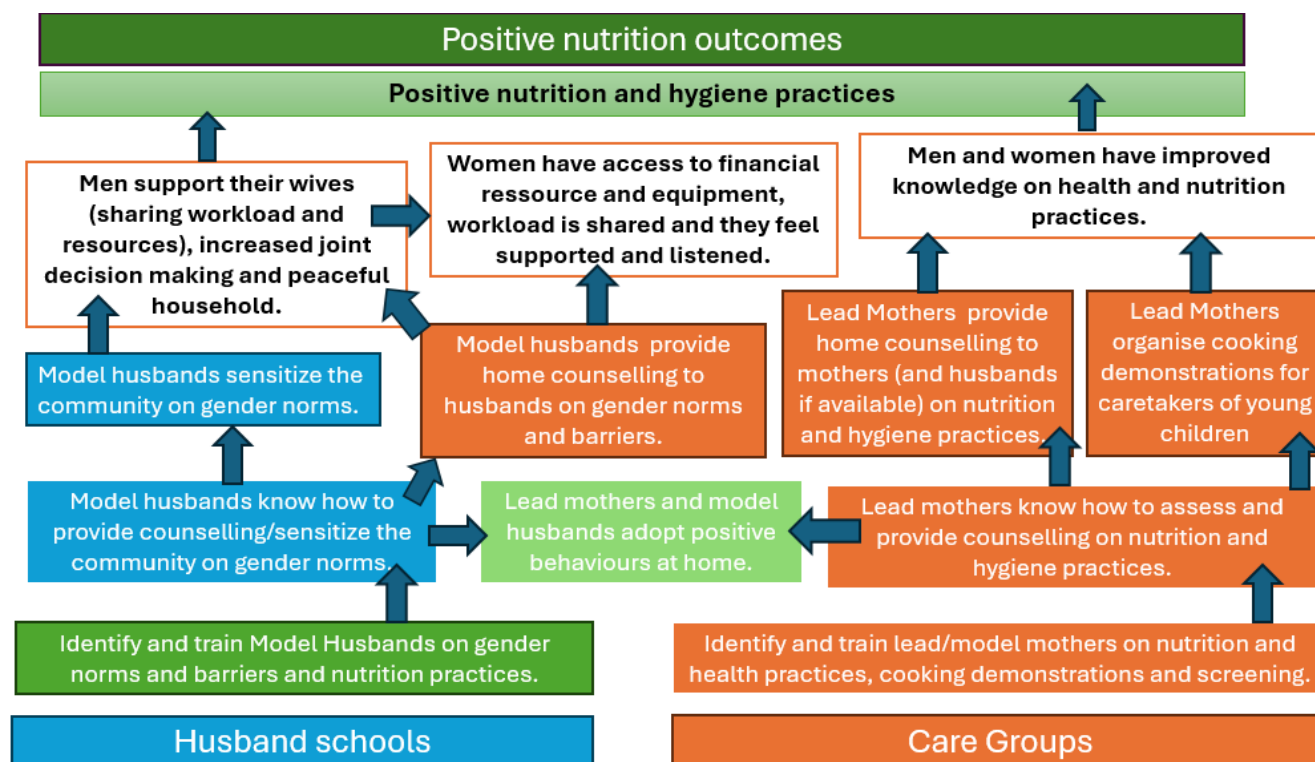 Positive nutrition outcomes
Positive nutrition and hygiene practices
Men support their wives
(sharing workload and
resources), increased joint
decision making and peaceful
household.
Women have access to financial
ressource and equipment,
workload is shared and they feel
supported and listened.
Men and women have improved
knowledge on health and nutrition
practices.
Model husbands sensitize the
community on gender norms.
Model husbands provide
home counselling to
husbands on gender norms
and barriers.
Lead Mothers provide
home counselling to
mothers (and husbands
if available) on nutrition
and hygiene practices.
Lead Mothers
organise cooking
demonstrations for
caretakers of young
children
Model husbands know how to
provide counselling/sensitize the
community on gender norms.
Lead mothers and model
husbands adopt positive
behaviours at home.
Lead mothers know how to assess and
provide counselling on nutrition and
hygiene practices.
Identify and train Model Husbands on gender
norms and barriers and nutrition practices.
Identify and train lead/model mothers on nutrition and
health practices, cooking demonstrations and screening.
Husband schools
Care Groups